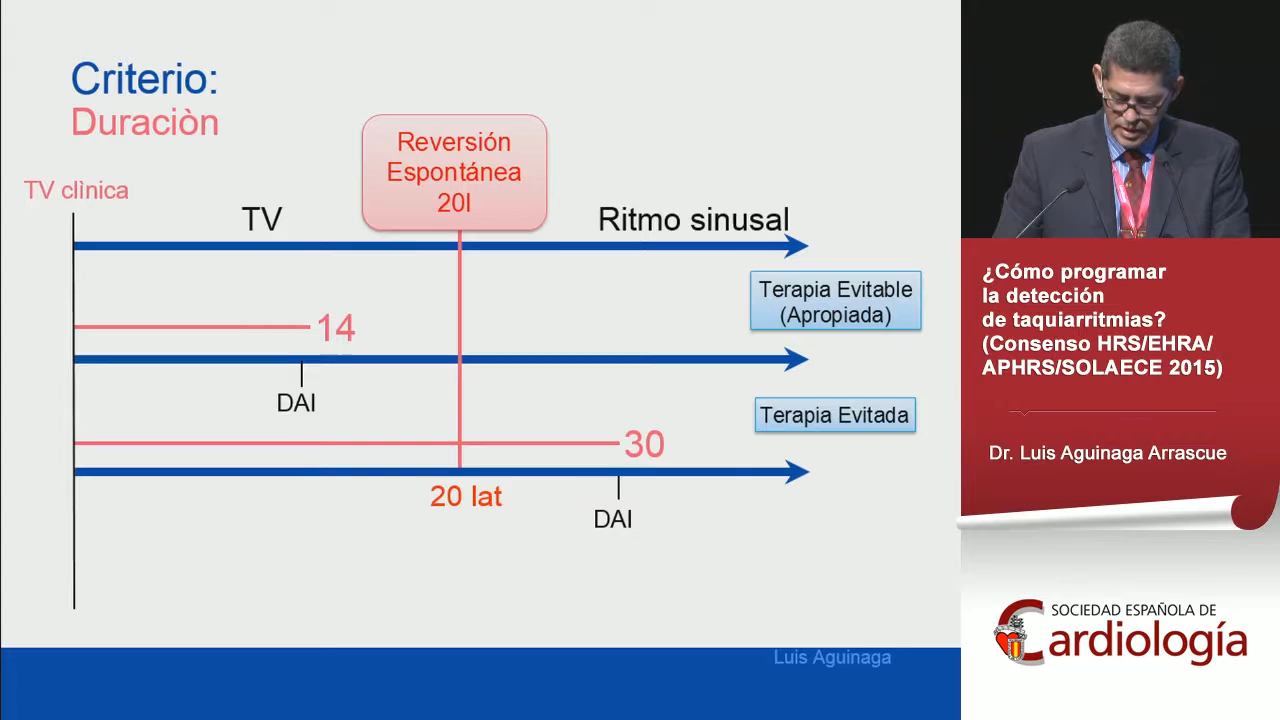 Criterio:
Duraciòn
TV clìnica
Reversión
Espontánea
20l
TV
Ritmo sinusal
Terapia Evitable
(Apropiada)
14
DAI
Terapia Evitada
30
20 lat
DAI
Luis Aguinaga
¿Cómo programar
la detección
de taquiarritmias?
(Consenso HRS/EHRA/
APHRS/SOLAECE 2015)
Dr. Luis Aguinaga Arrascue
SOCIEDAD ESPAÑOLA DE
Cardiología